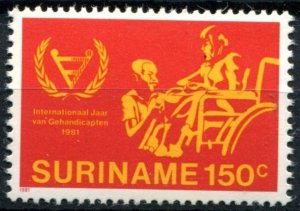 Internationaal Jaar
van Gehandicapten
1981
SURINAME 150C
1981